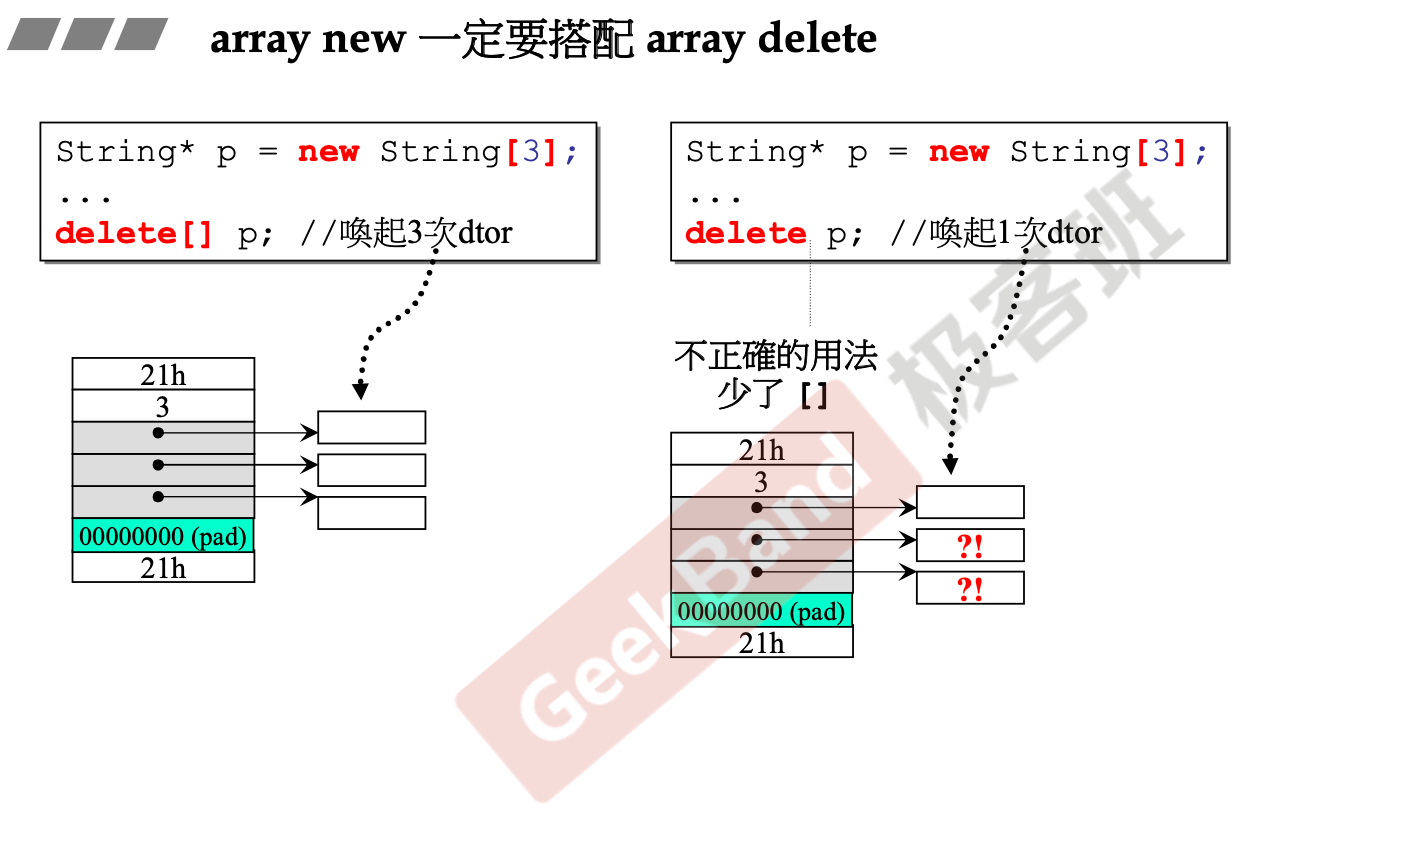 array new 一定要搭配 array delete
String* p = new String[3];
...
delete[] p; //喚起3次dtor
21h
3
00000000 (pad)
21h
String* p = new String[3];
...
delete p; //喚起1次dtor
不正確的用法
少了 []
21h
3
?!
?!
00000000 (pad)
21h
GeekBand 极客班